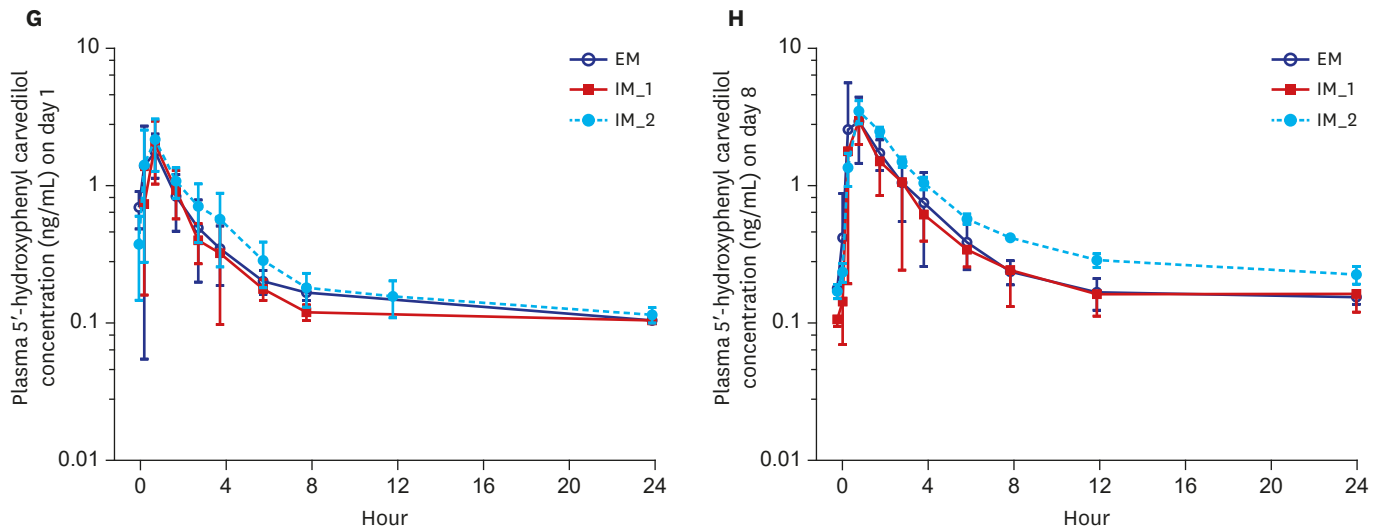 G
Plasma 5′-hydroxyphenyl carvedilol
concentration (ng/mL) on day 1
10
1
0.1
0.01
0 4 8 12 16 20 24
Hour
EM
IM_1
IM_2
H
Plasma 5′-hydroxyphenyl carvedilol
concentration (ng/mL) on day 8
10
1
0.1
0.01
0 4 8 12 16 20 24
Hour
EM
IM_1
IM_2